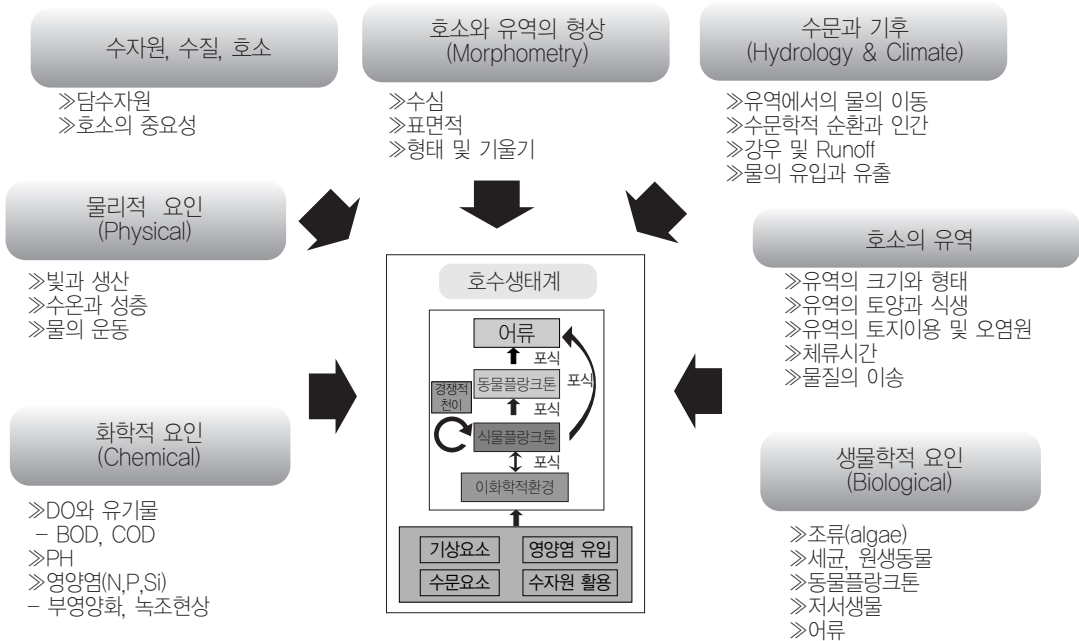 수자원, 수질, 호소
≫담수자원
≫호소의 중요성
호소와 유역의 형상
(Morphometry)
≫수심
≫표면적
≫형태 및 기울기
수문과 기후
(Hydrology & Climate)
≫유역에서의 물의 이동
≫수문학적 순환과 인간
≫강우 및 Runoff
≫물의 유입과 유출
물리적 요인
(Physical)
≫빛과 생산
≫수온과 성층
≫물의 운동
호소의 유역
≫유역의 크기와 형태
≫유역의 토양과 식생
≫유역의 토지이용 및 오염원
≫체류시간
≫물질의 이송
화학적 요인
(Chemical)
≫DO와 유기물
– BOD, COD
≫PH
≫영양염(N,P,Si)
– 부영양화, 녹조현상
생물학적 요인
(Biological)
≫조류(algae)
≫세균, 원생동물
≫동물플랑크톤
≫저서생물
≫어류
호수생태계
어류
포식
동물플랑크톤
포식
경쟁적
천이
포식
식물플랑크톤
포식
이화학적환경
기상요소
영양염 유입
수문요소
수자원 활용